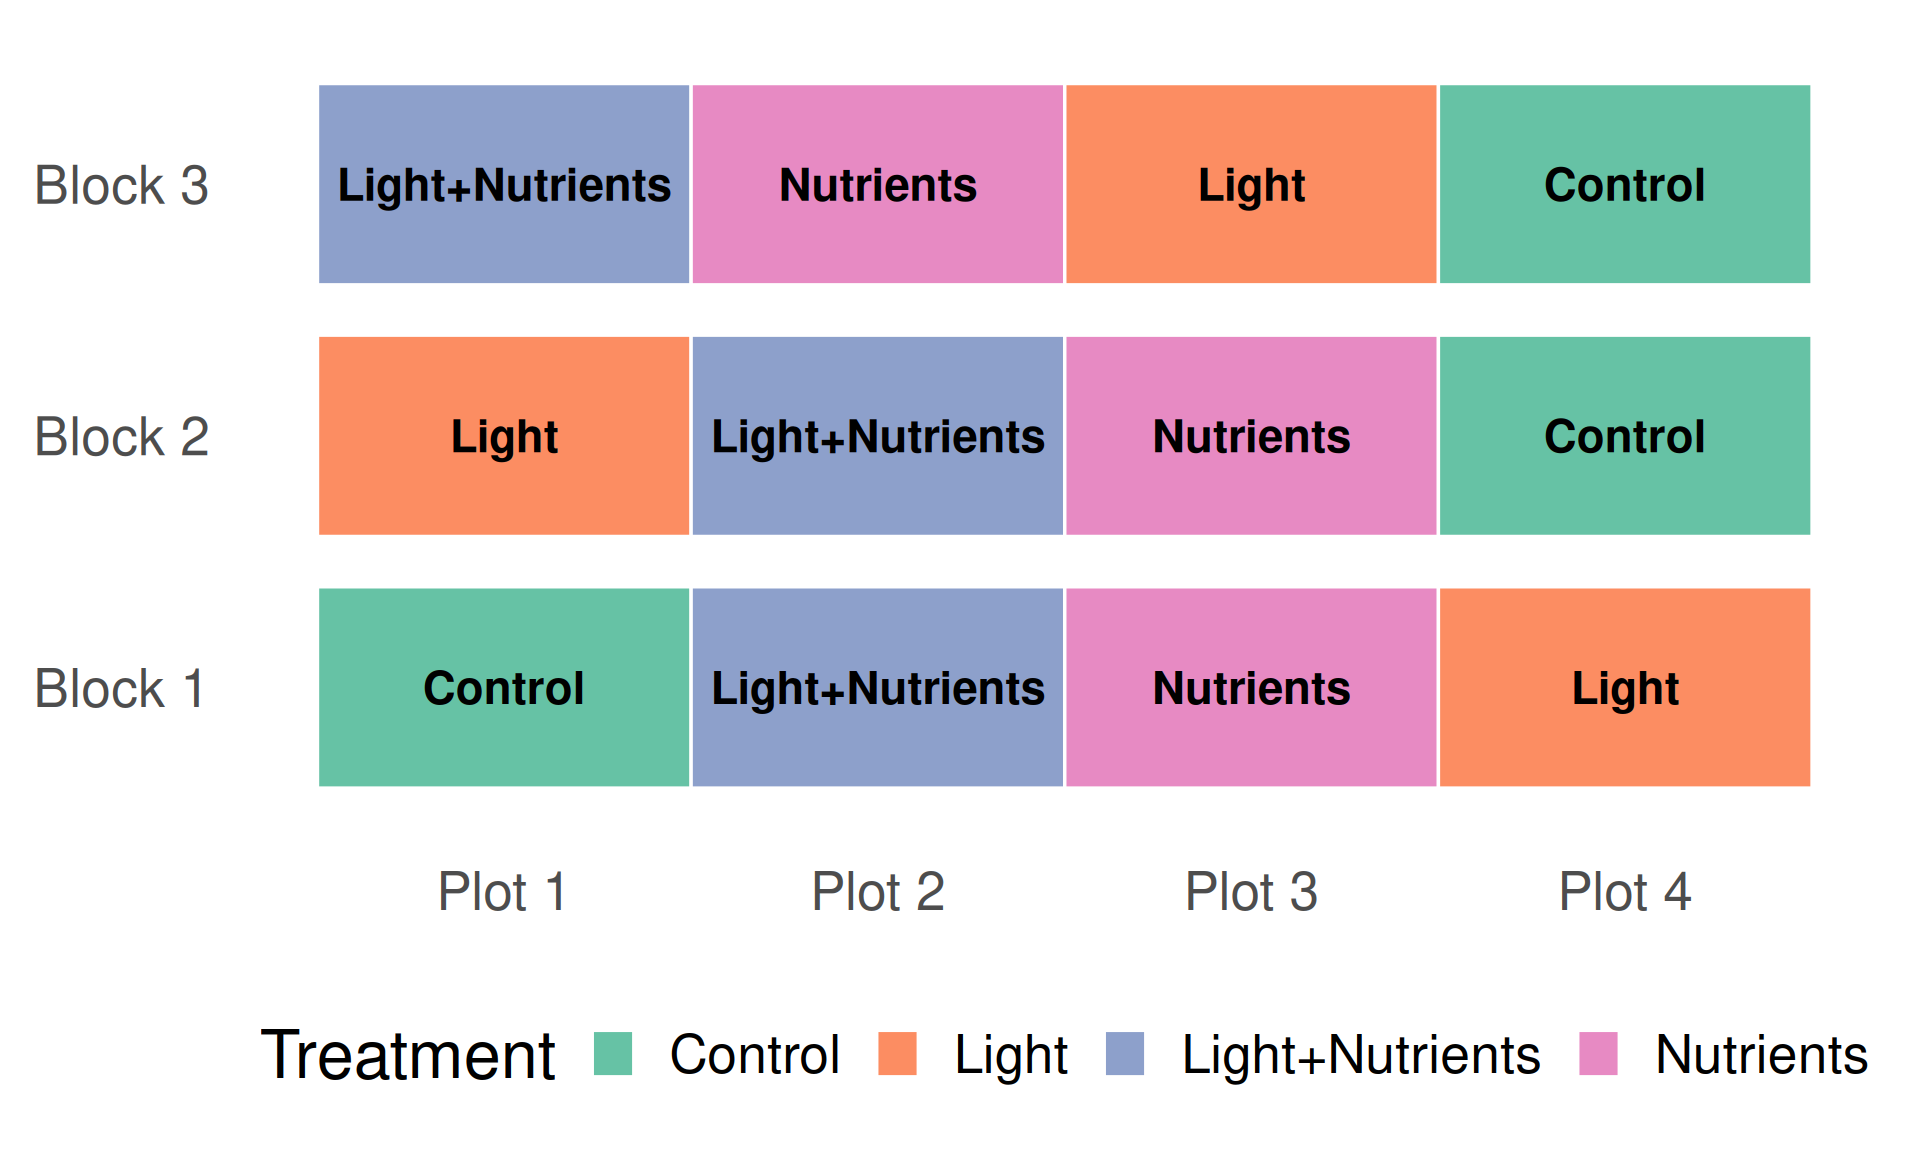 Block 3 Light+Nutrients Nutrients Light Control
Block 2 Light Light+Nutrients Nutrients Control
Block 1 Control Light+Nutrients Nutrients Light
Plot 1 Plot 2 Plot 3 Plot 4
Treatment Control Light Light+Nutrients Nutrients